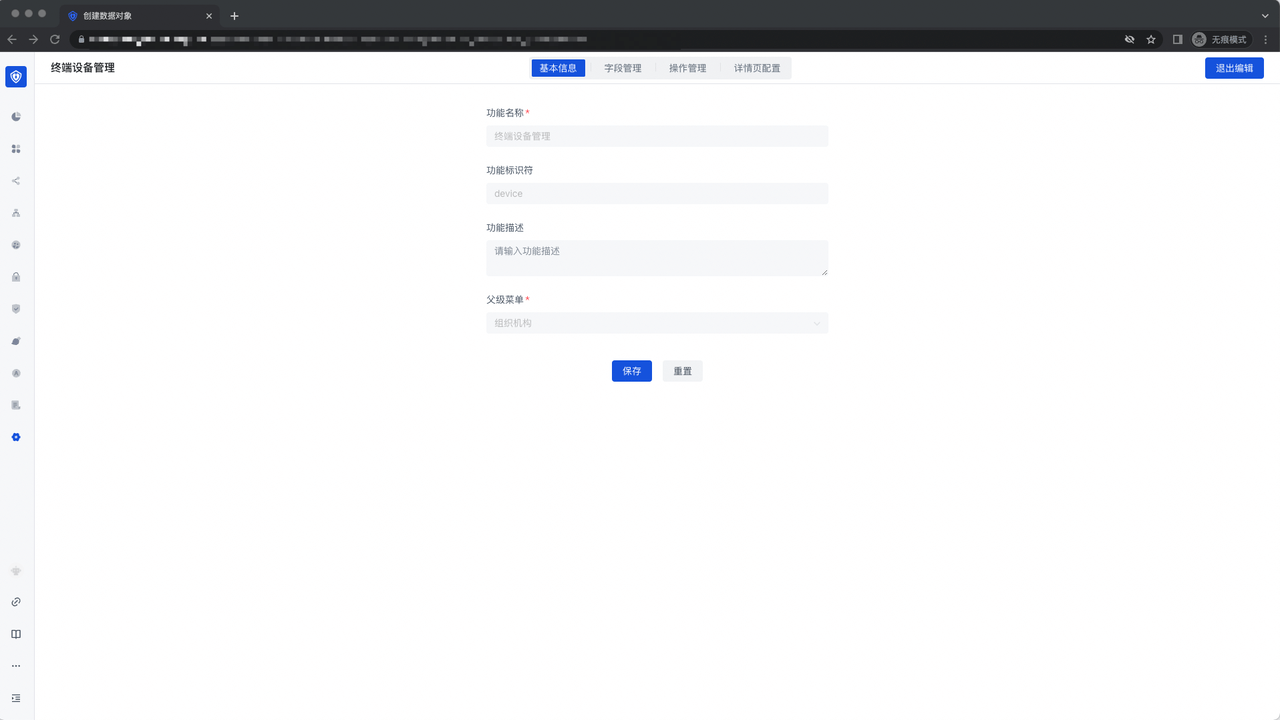 创建数据对象
无痕模式
终端设备管理
基本信息
字段管理
操作管理
详情页配置
退出编辑
功能名称 *
终端设备管理
功能标识符
device
功能描述
请输入功能描述
父级菜单 *
组织机构
保存
重置